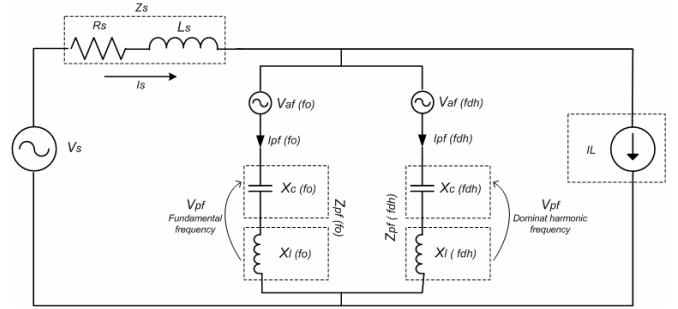 Zs
Rs
Ls
Is
Vs
Vaf (fo)
Vaf (fdh)
Ipf (fo)
Ipf (fdh)
IL
Xc (fo)
Xc (fdh)
Vpf
Fundamental
frequency
Zpf (fo)
Zpf ( fdh)
Vpf
Dominat harmonic
frequency
Xl (fo)
Xl ( fdh)